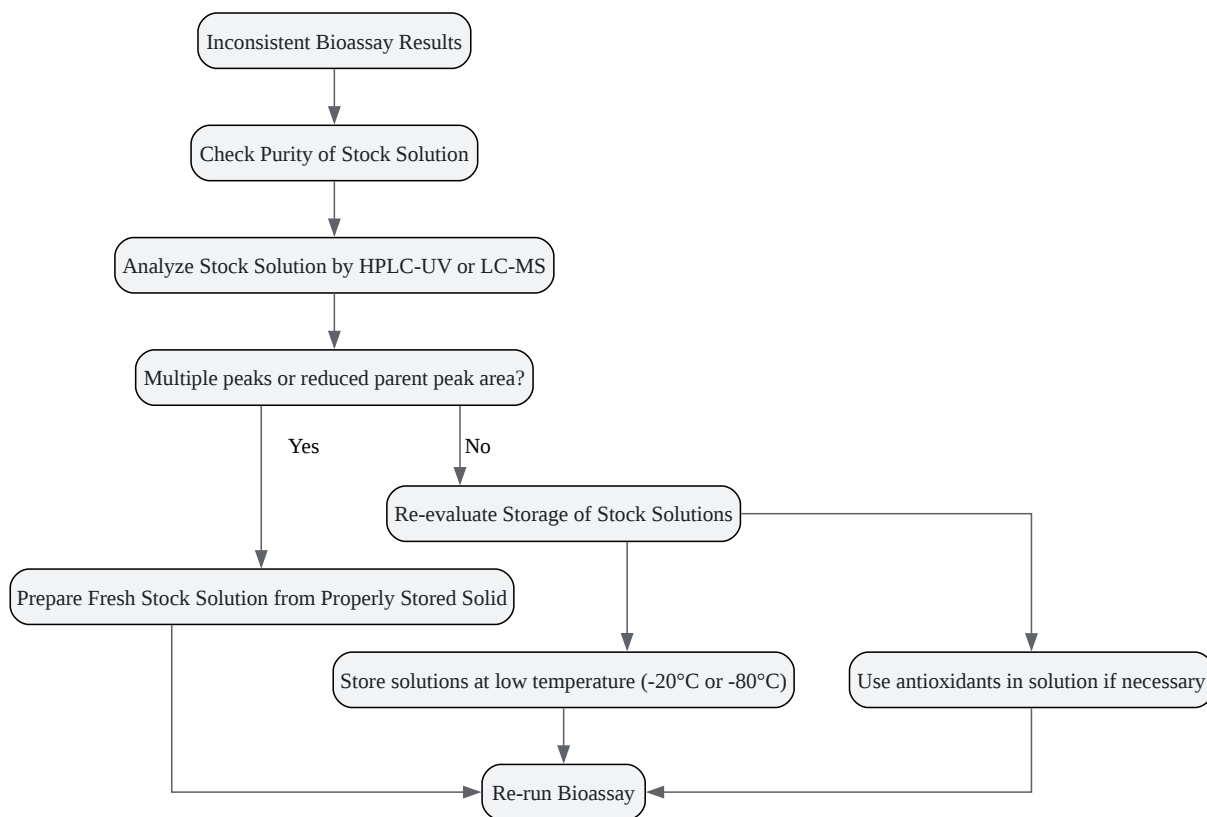 Inconsistent Bioassay Results
Check Purity of Stock Solution
Analyze Stock Solution by HPLC-UV or LC-MS
Multiple peaks or reduced parent peak area?
Yes
No
Re-evaluate Storage of Stock Solutions
Prepare Fresh Stock Solution from Properly Stored Solid
Store solutions at low temperature (-20°C or -80°C)
Use antioxidants in solution if necessary
Re-run Bioassay